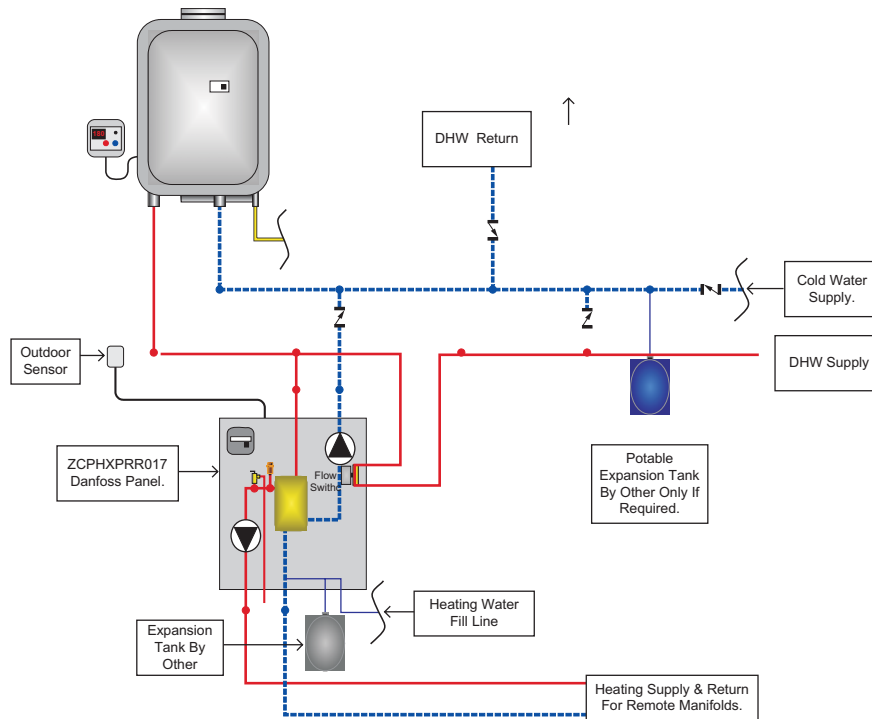 DHW Return
Cold Water
Supply.
Outdoor
Sensor
DHW Supply
ZCPHXPRR017
Danfoss Panel.
Flow
Swithc
Potable
Expansion Tank
By Other Only If
Required.
Heating Water
Fill Line
Expansion
Tank By
Other
Heating Supply & Return
For Remote Manifolds.